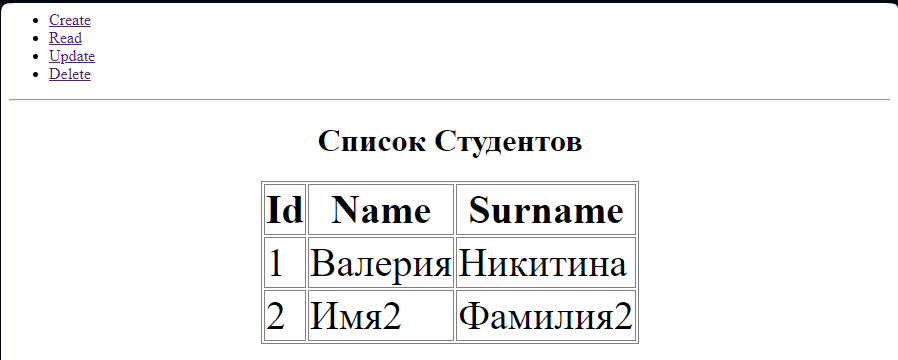 Create
Read
Update
Delete
Список Студентов
Id Name Surname
1 Валерия Никитина
2 Имя2 Фамилия2